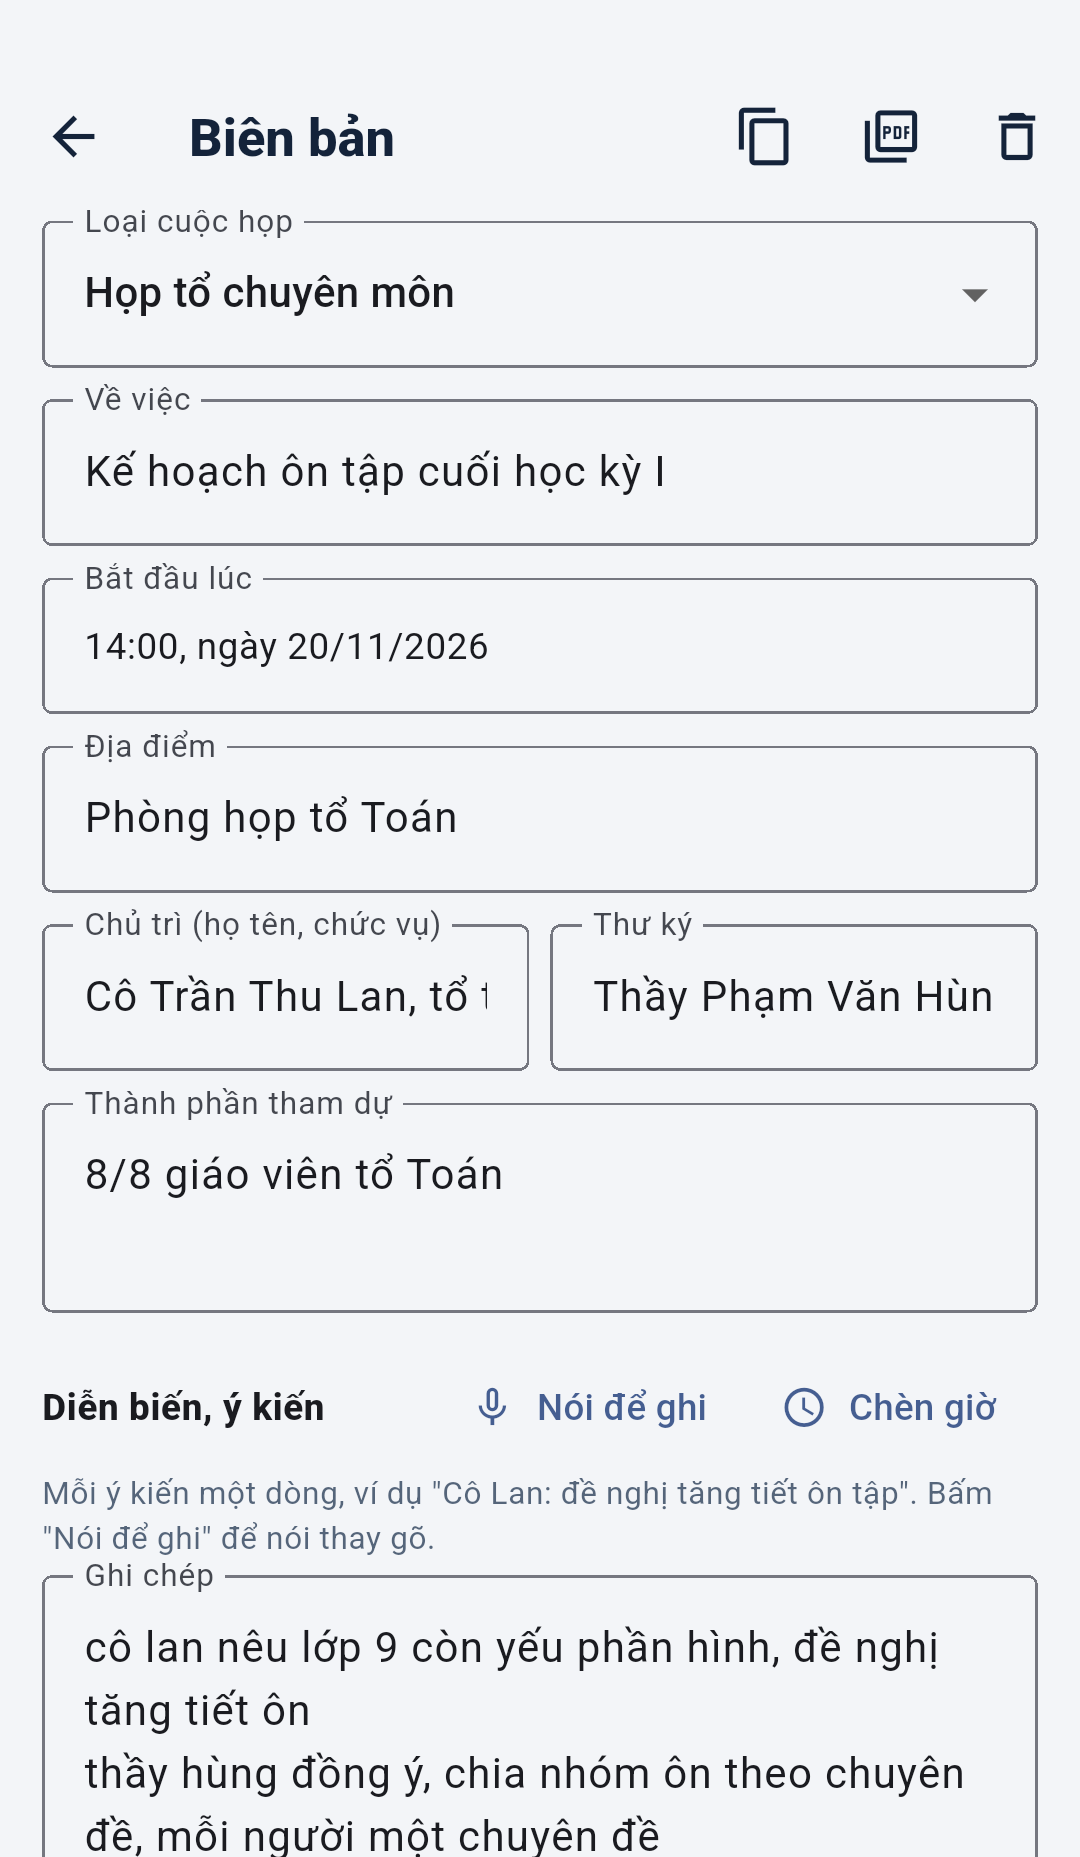 Biên bản
PDF
Loại cuộc họp
Họp tổ chuyên môn
Về việc
Kế hoạch ôn tập cuối học kỳ I
Bắt đầu lúc
14:00, ngày 20/11/2026
Địa điểm
Phòng họp tổ Toán
Chủ trì (họ tên, chức vụ)
Cô Trần Thu Lan, tổ
Thư ký
Thầy Phạm Văn Hùn
Thành phần tham dự
8/8 giáo viên tổ Toán
Diễn biến, ý kiến
Nói để ghi
Chèn giờ
Mỗi ý kiến một dòng, ví dụ "Cô Lan: đề nghị tăng tiết ôn tập". Bấm
"Nói để ghi" để nói thay gõ.
Ghi chép
cô lan nêu lớp 9 còn yếu phần hình, đề nghị
tăng tiết ôn
thầy hùng đồng ý, chia nhóm ôn theo chuyên
đề, mỗi người một chuyên đề